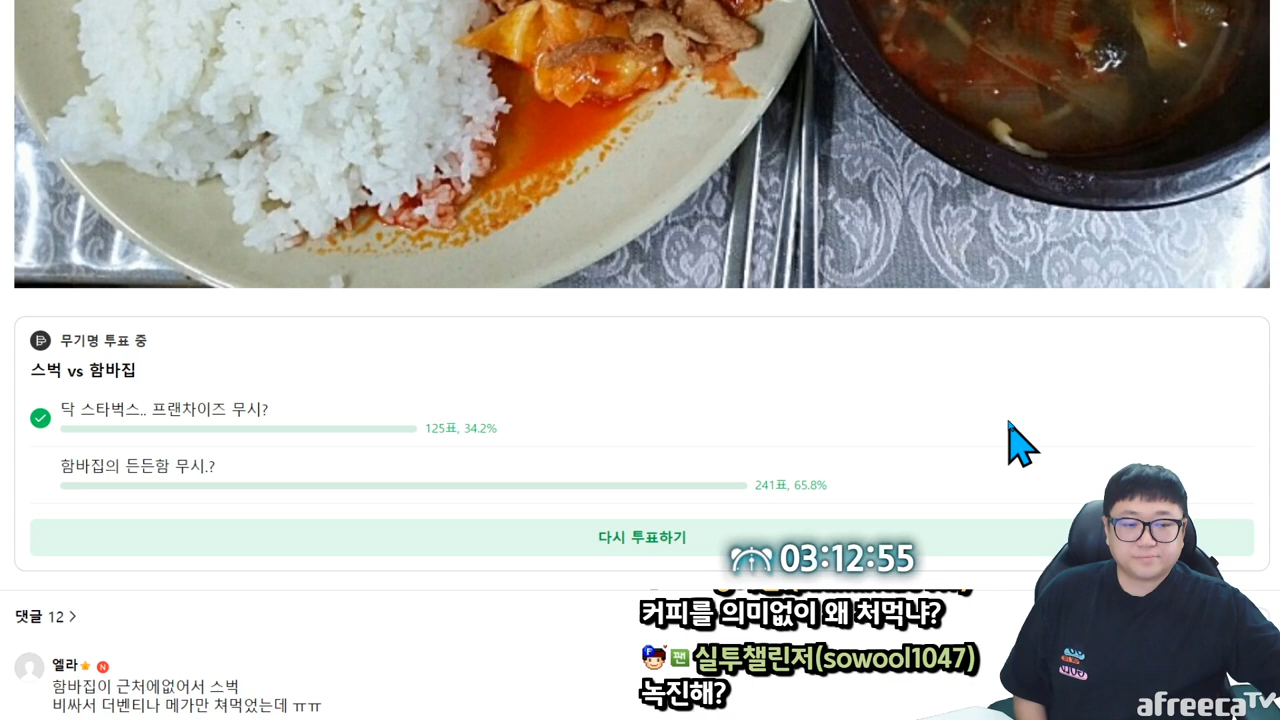 무기명 투표 중
스벅 vs 함바집
닥 스타벅스.. 프랜차이즈 무시?
125표, 34.2%
함바집의 든든함 무시.?
241표, 65.8%
다시 투표하기
03:12:55
댓글 12 >
커피를 의미없이 왜 처먹냐?
엘라 N
함바집이 근처에없어서 스벅
비싸서 더벤티나 메가만 쳐먹었는데 ㅠㅠ
F 팬 실투챌린저(sowool1047)
녹진해?
afreecaTV